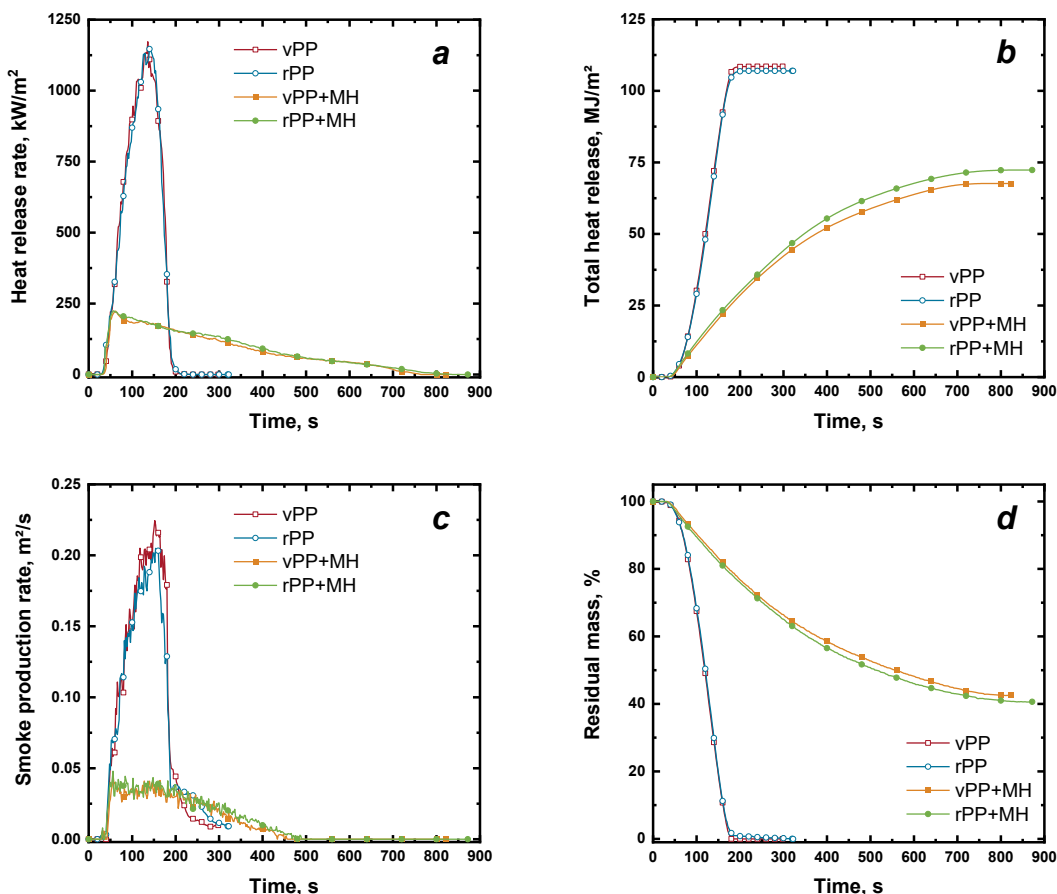 a
Heat release rate, kW/m²
1250
1000
750
500
250
0
vPP
rPP
vPP+MH
rPP+MH
0 100 200 300 400 500 600 700 800 900
Time, s
b
Total heat release, MJ/m²
125
100
75
50
25
0
vPP
rPP
vPP+MH
rPP+MH
0 100 200 300 400 500 600 700 800 900
Time, s
c
Smoke production rate, m²/s
0.25
0.20
0.15
0.10
0.05
0.00
vPP
rPP
vPP+MH
rPP+MH
0 100 200 300 400 500 600 700 800 900
Time, s
d
Residual mass, %
100
80
60
40
20
0
vPP
rPP
vPP+MH
rPP+MH
0 100 200 300 400 500 600 700 800 900
Time, s